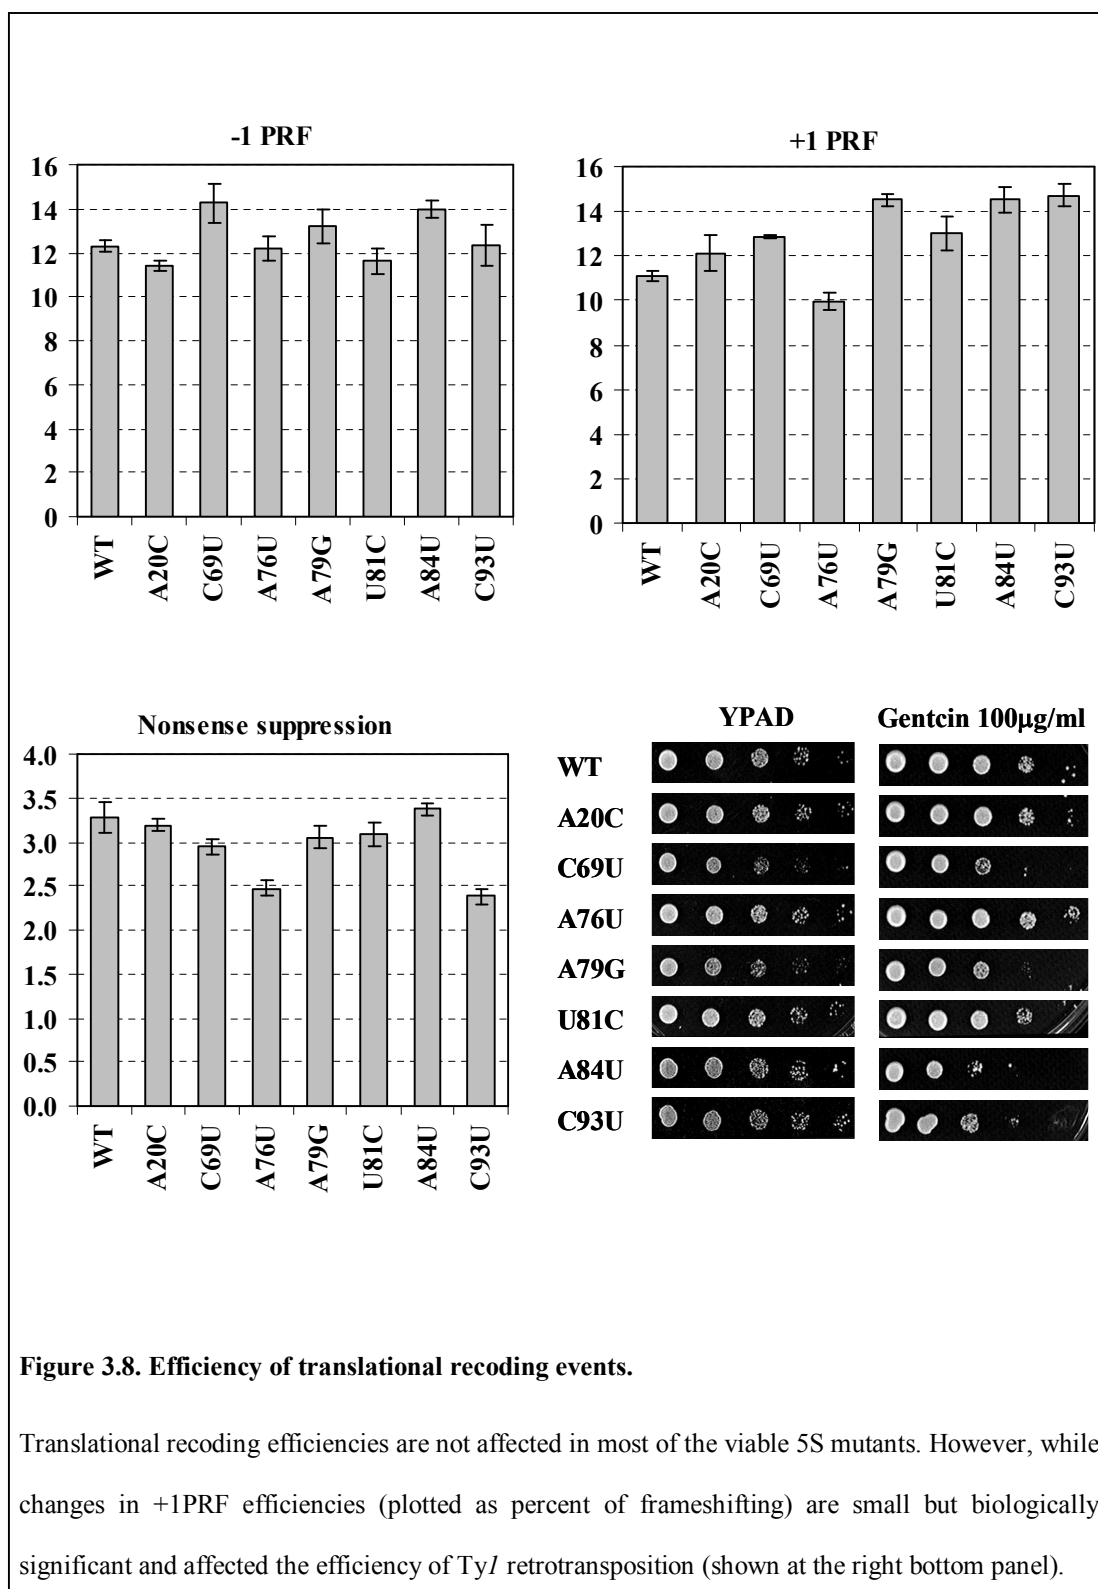 -1 PRF
16
14
12
10
8
6
4
2
0
WT
A20C
C69U
A76U
A79G
U81C
A84U
C93U
+1 PRF
16
14
12
10
8
6
4
2
0
WT
A20C
C69U
A76U
A79G
U81C
A84U
C93U
Nonsense suppression
4.0
3.5
3.0
2.5
2.0
1.5
1.0
0.5
0.0
WT
A20C
C69U
A76U
A79G
U81C
A84U
C93U
YPAD Gentcin 100µg/ml
WT
A20C
C69U
A76U
A79G
U81C
A84U
C93U
Figure 3.8. Efficiency of translational recoding events.
Translational recoding efficiencies are not affected in most of the viable 5S mutants. However, while
changes in +1PRF efficiencies (plotted as percent of frameshifting) are small but biologically
significant and affected the efficiency of Ty1 retrotransposition (shown at the right bottom panel).